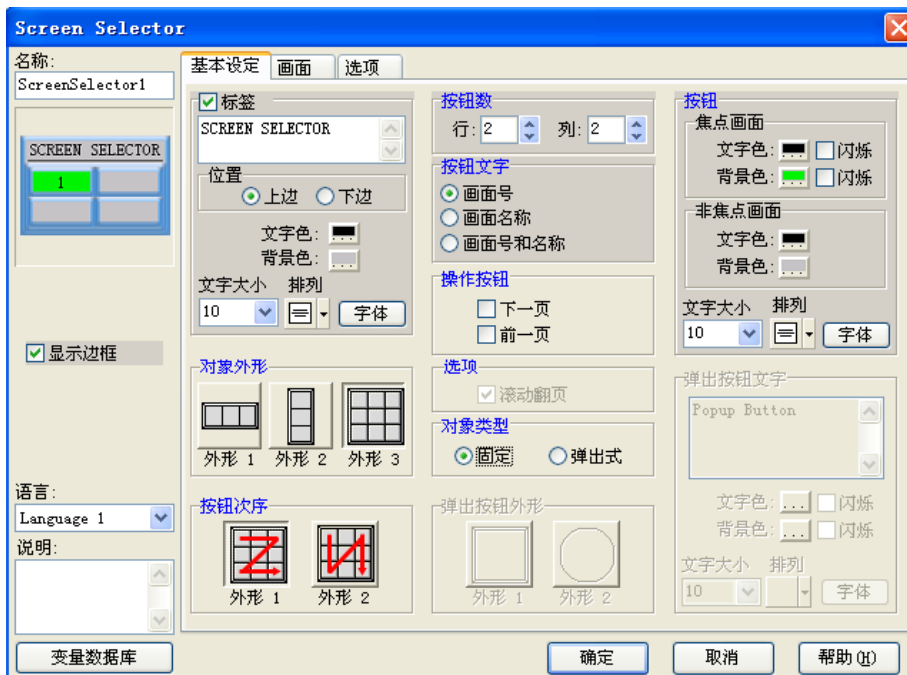 Screen Selector
名称:
ScreenSelector1
SCREEN SELECTOR
1
显示边框
语言:
Language 1
说明:
变量数据库
基本设定 画面 选项
标签
SCREEN SELECTOR
位置
上边 下边
文字色: ...
背景色: ...
文字大小 排列
10 字体
对象外形
外形 1 外形 2 外形 3
按钮次序
外形 1 外形 2
按钮数
行: 2 列: 2
按钮文字
画面号
画面名称
画面号和名称
操作按钮
下一页
前一页
选项
滚动翻页
对象类型
固定 弹出式
弹出按钮外形
外形 1 外形 2
按钮
焦点画面
文字色: ... 闪烁
背景色: ... 闪烁
非焦点画面
文字色: ...
背景色: ...
文字大小 排列
10 字体
弹出按钮文字
Popup Button
文字色: ... 闪烁
背景色: ... 闪烁
文字大小 排列
10 字体
确定 取消 帮助(H)